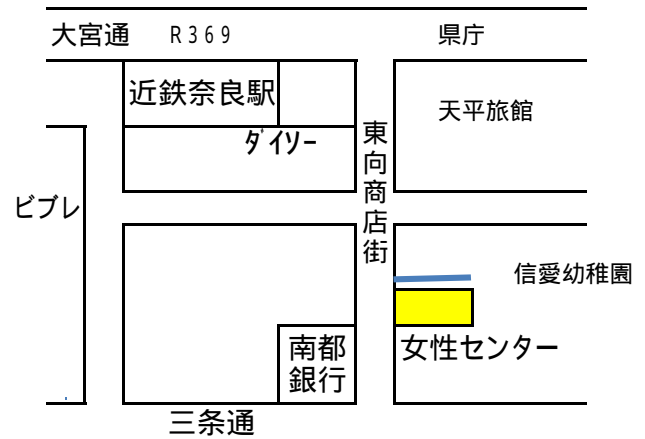 大宮通 R369
県庁
近鉄奈良駅
天平旅館
ダイソー
東向商店街
ビブレ
信愛幼稚園
女性センター
南都
銀行
三条通